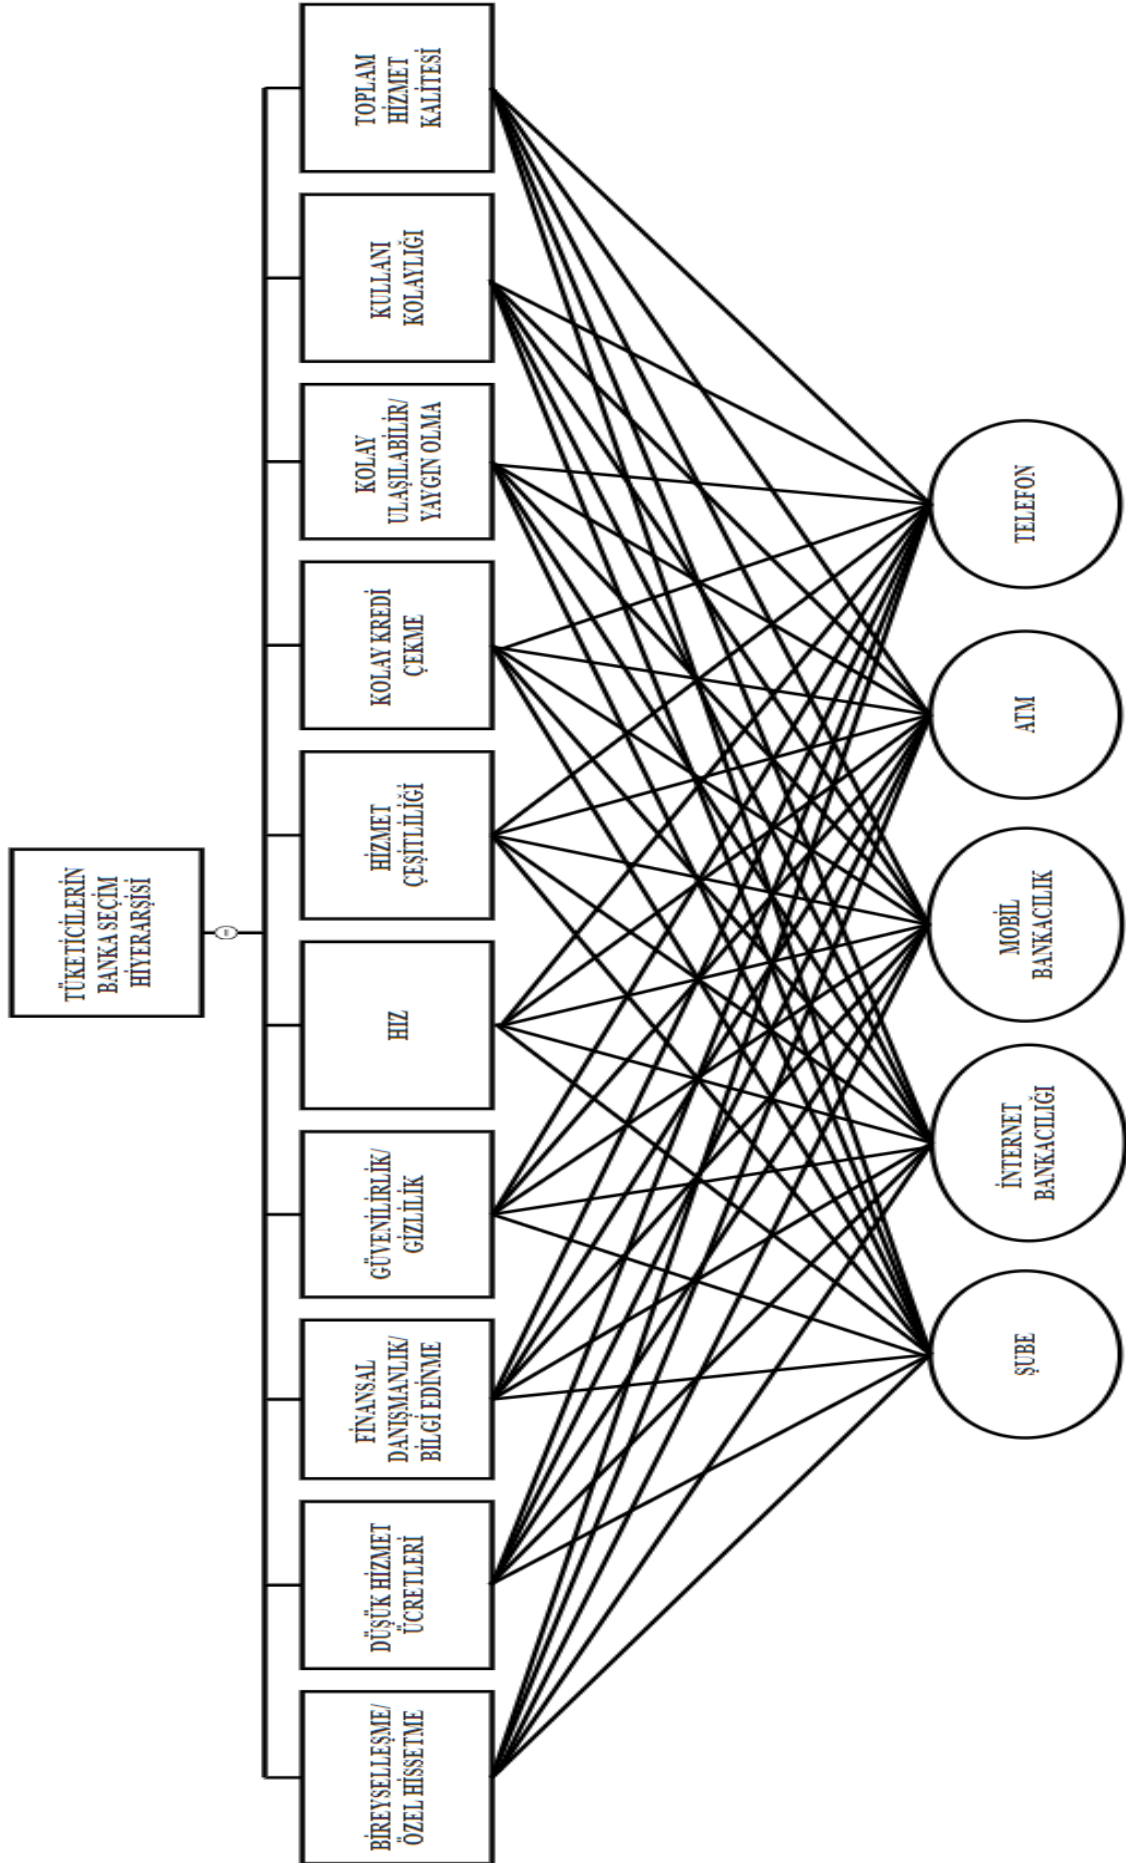 TÜKETİCİLERİN
BANKA SEÇİM
HİYERARŞİSİ
BİREYSELLEŞME/
ÖZEL HİSSETME
DÜŞÜK HİZMET
ÜCRETLERİ
FİNANSAL
DANIŞMANLIK/
BİLGİ EDİNME
GÜVENİLİRLİK/
GİZLİLİK
HIZ
HİZMET
ÇEŞİTLİLİĞİ
KOLAY KREDİ
ÇEKME
KOLAY
ULAŞILABİLİR/
YAYGIN OLMA
KULLANI
KOLAYLIĞI
TOPLAM
HİZMET
KALİTESİ
ŞUBE
İNTERNET
BANKACILIĞI
MOBİL
BANKACILIK
ATM
TELEFON